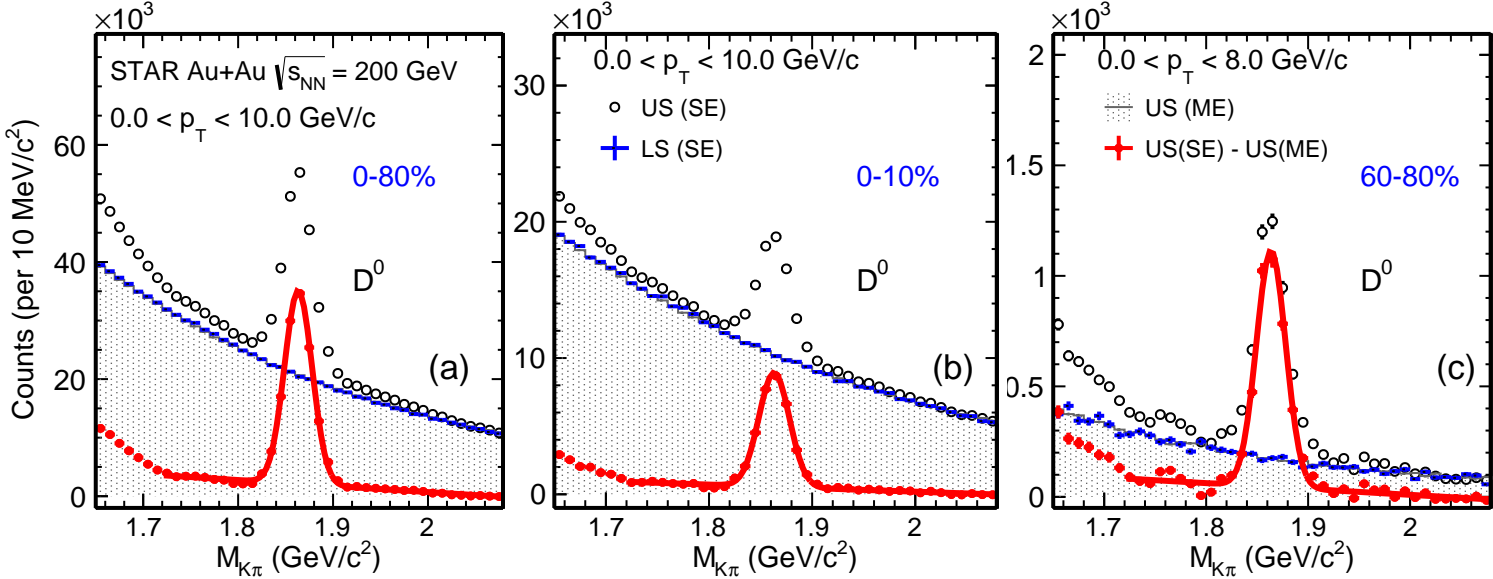 ×10³
×10³
×10³
STAR Au+Au √s_NN = 200 GeV
0.0 < p_T < 10.0 GeV/c
0-80%
D⁰
(a)
60
40
20
0
1.7 1.8 1.9 2
M_Kπ (GeV/c²)
Counts (per 10 MeV/c²)
0.0 < p_T < 10.0 GeV/c
US (SE)
LS (SE)
0-10%
D⁰
(b)
30
20
10
0
1.7 1.8 1.9 2
M_Kπ (GeV/c²)
0.0 < p_T < 8.0 GeV/c
US (ME)
US(SE) - US(ME)
60-80%
D⁰
(c)
2
1.5
1
0.5
0
1.7 1.8 1.9 2
M_Kπ (GeV/c²)